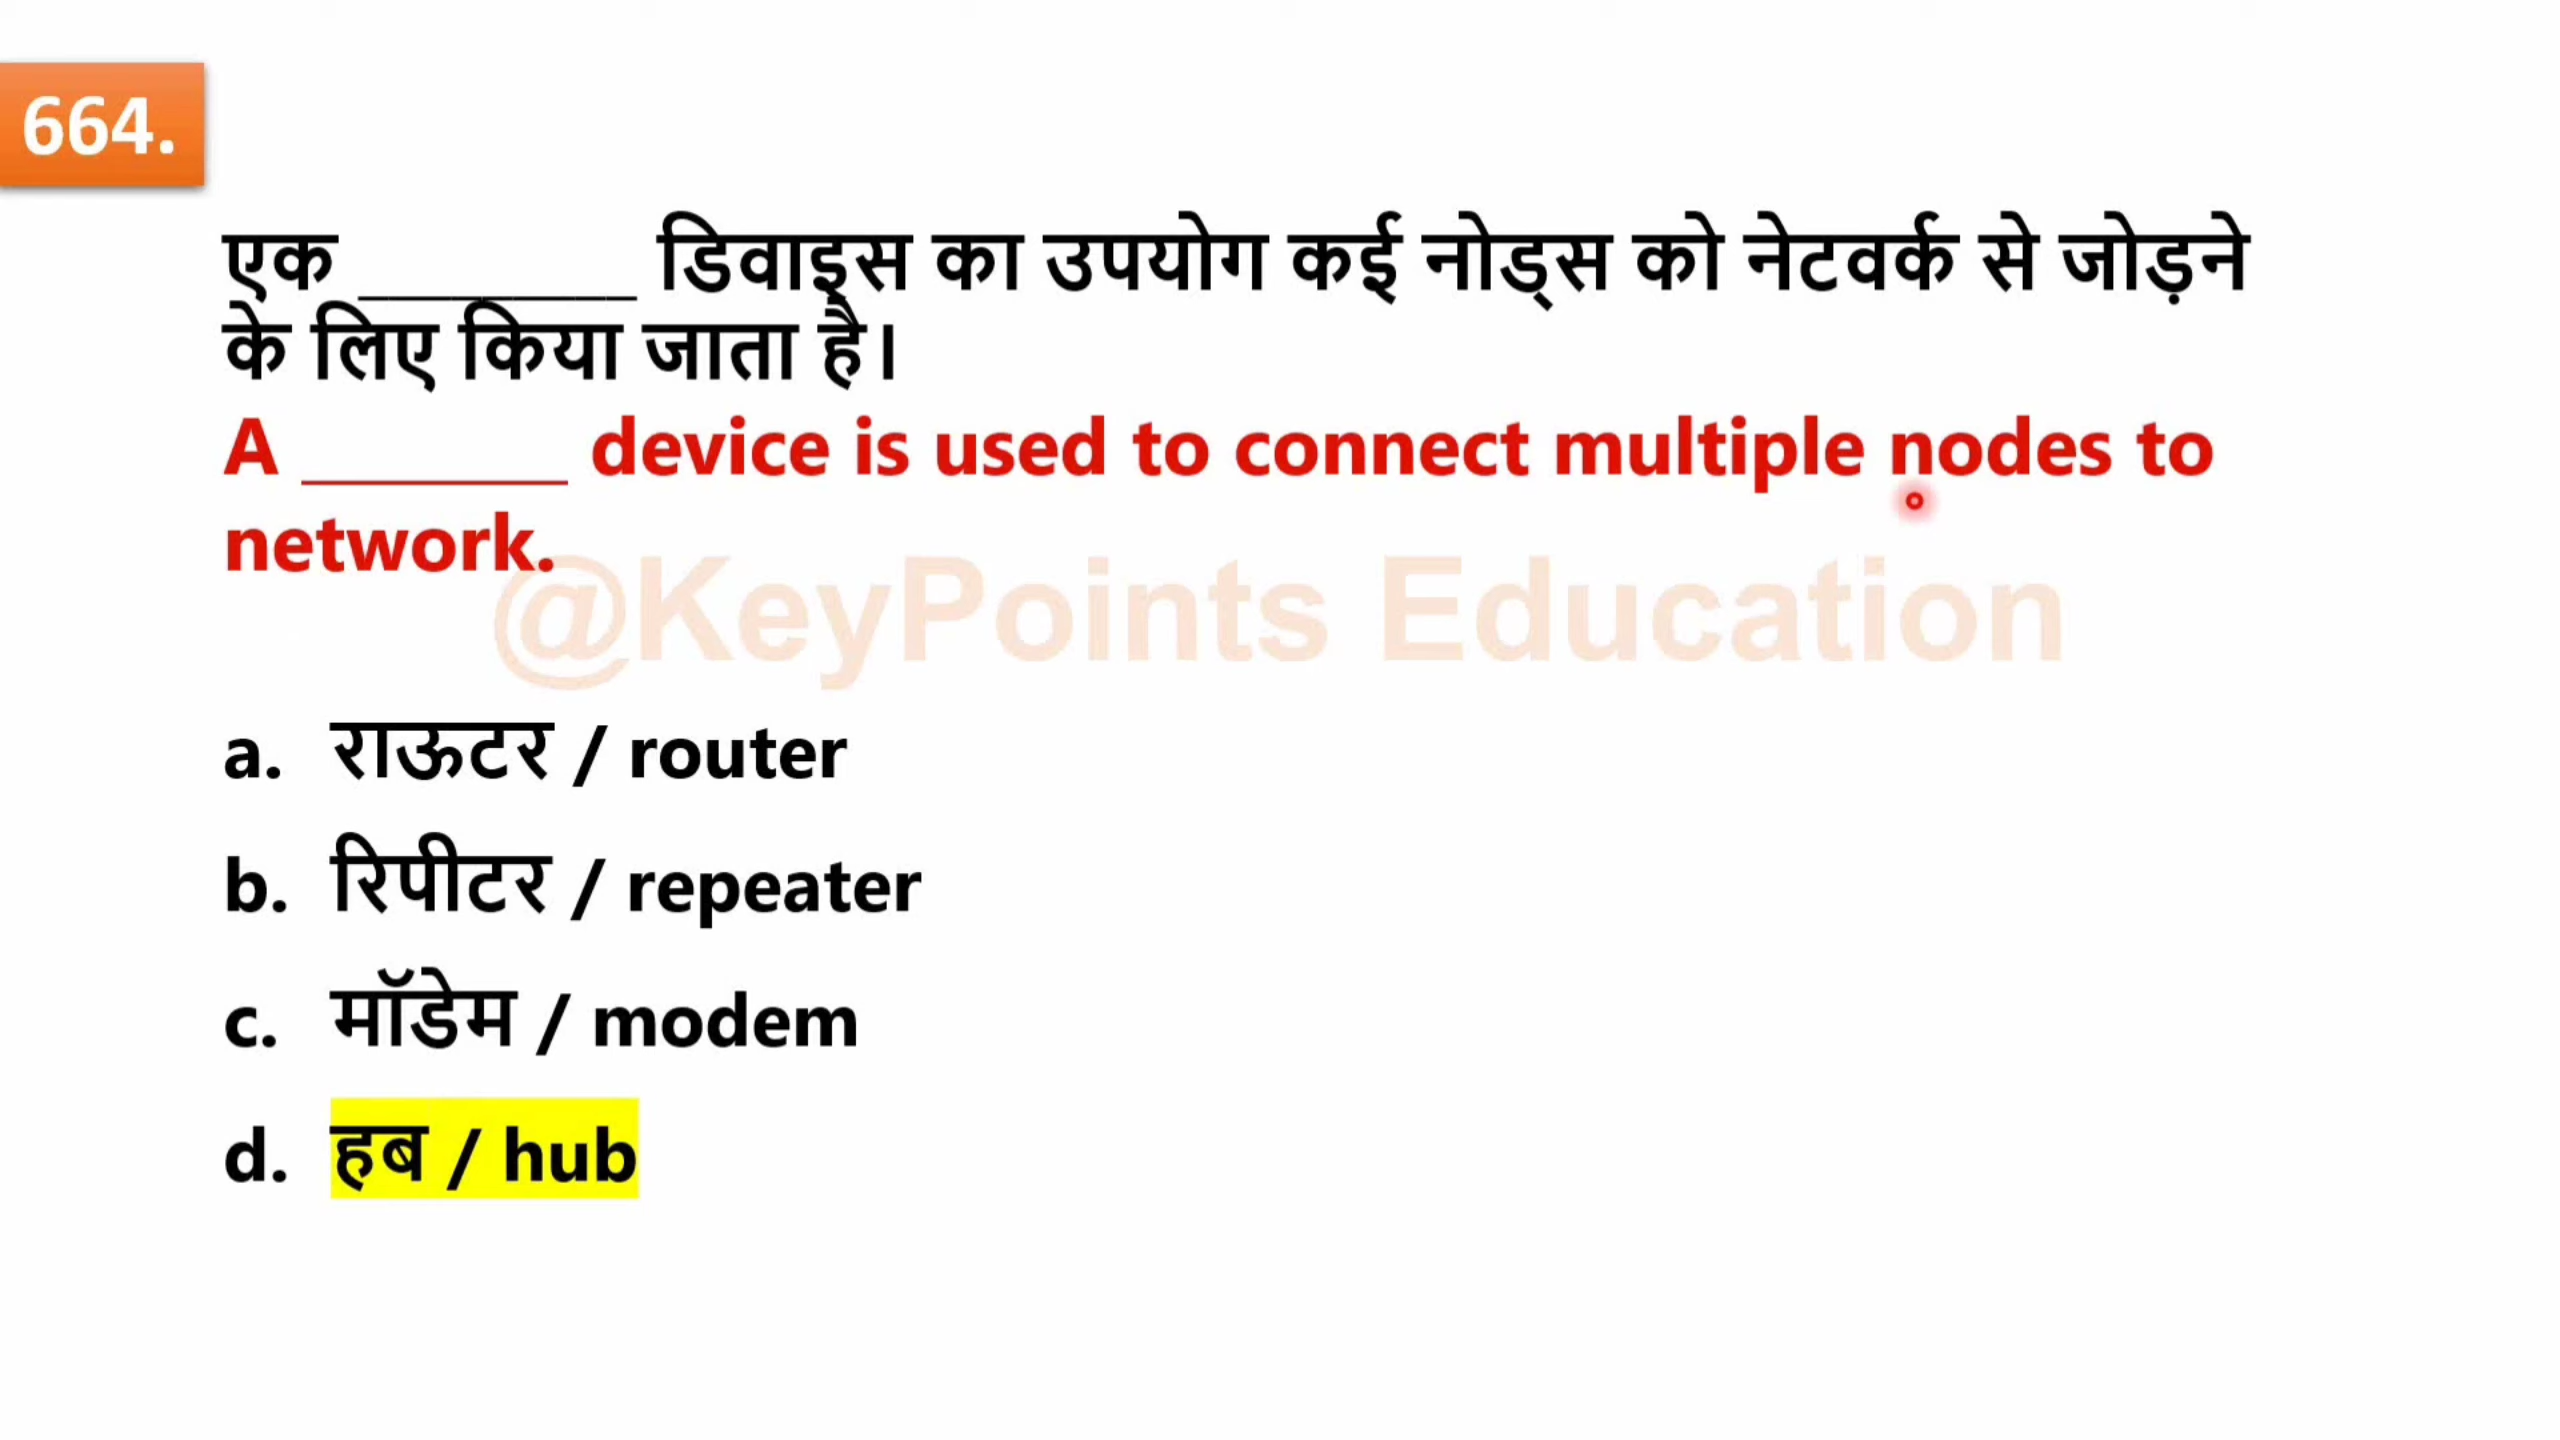 664.
एक _________ डिवाइस का उपयोग कई नोड्स को नेटवर्क से जोड़ने
के लिए किया जाता है।
A ________ device is used to connect multiple nodes to
network.
@KeyPoints Education
a. राऊटर / router
b. रिपीटर / repeater
c. मॉडेम / modem
d. हब / hub